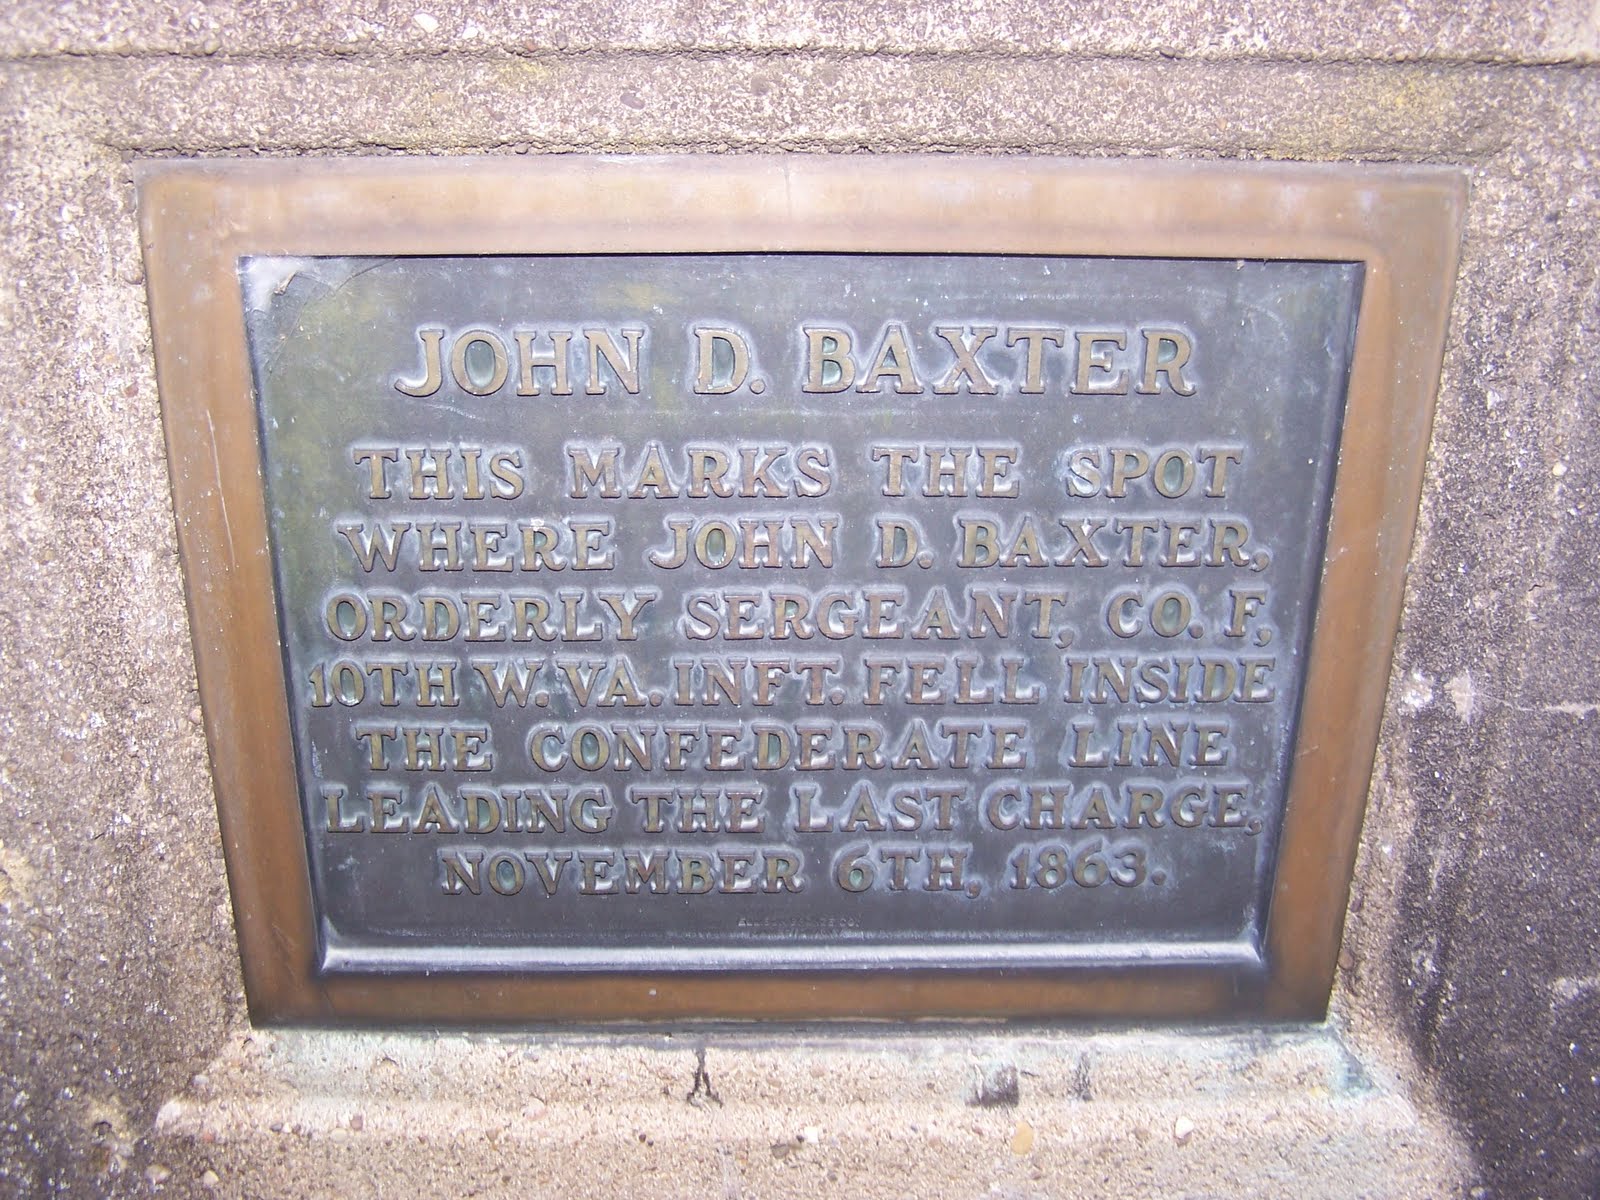 JOHN D. BAXTER
THIS MARKS THE SPOT
WHERE JOHN D. BAXTER,
ORDERLY SERGEANT, CO. F,
10TH W. VA. INFT. FELL INSIDE
THE CONFEDERATE LINE
LEADING THE LAST CHARGE,
NOVEMBER 6TH, 1863.